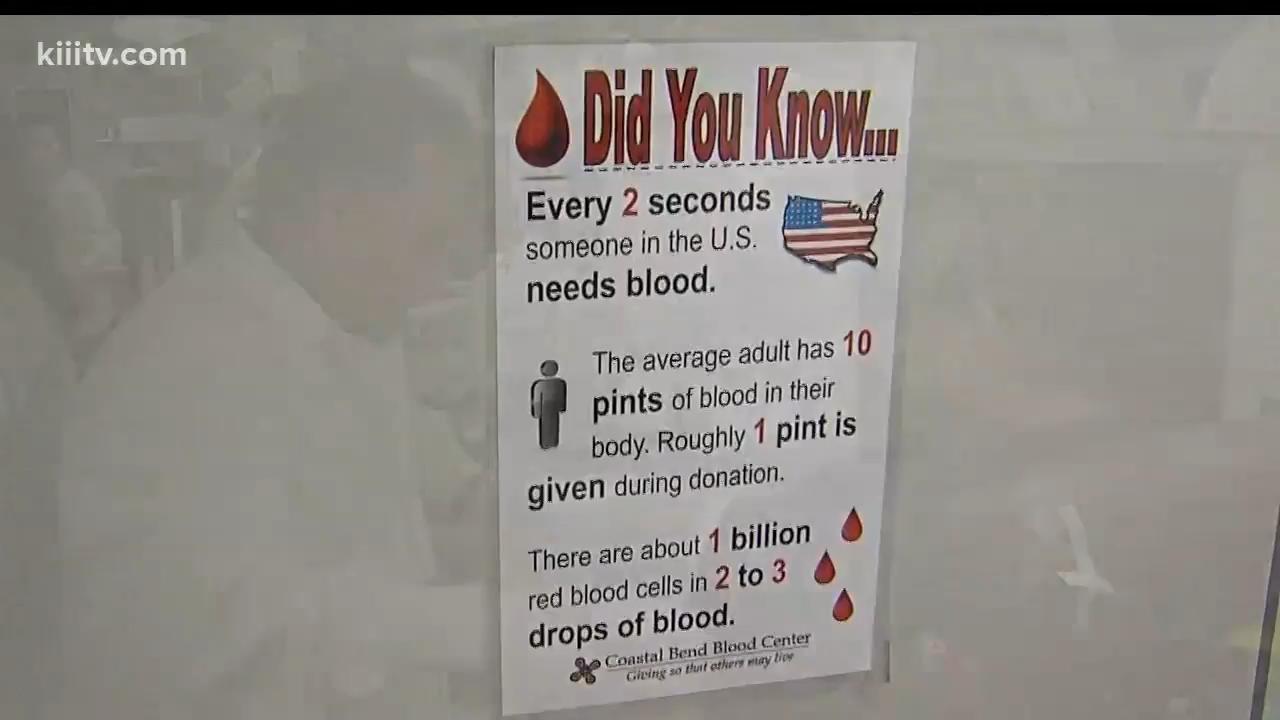 kiiitv.com
Did You Know...
Every 2 seconds
someone in the U.S.
needs blood.
The average adult has 10
pints of blood in their
body. Roughly 1 pint is
given during donation.
There are about 1 billion
red blood cells in 2 to 3
drops of blood.
Coastal Bend Blood Center
Giving so that others may live